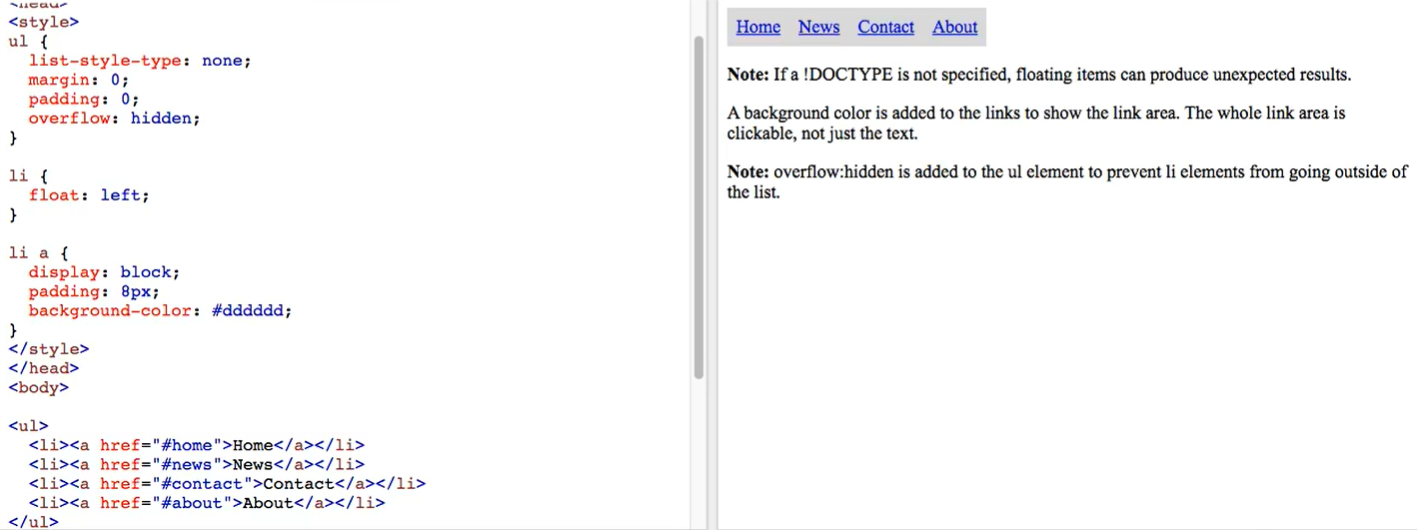 <head>
<style>
ul {
  list-style-type: none;
  margin: 0;
  padding: 0;
  overflow: hidden;
}

li {
  float: left;
}

li a {
  display: block;
  padding: 8px;
  background-color: #dddddd;
}
</style>
</head>
<body>

<ul>
  <li><a href="#home">Home</a></li>
  <li><a href="#news">News</a></li>
  <li><a href="#contact">Contact</a></li>
  <li><a href="#about">About</a></li>
</ul>
Home News Contact About
Note: If a !DOCTYPE is not specified, floating items can produce unexpected results.
A background color is added to the links to show the link area. The whole link area is
clickable, not just the text.
Note: overflow:hidden is added to the ul element to prevent li elements from going outside of
the list.